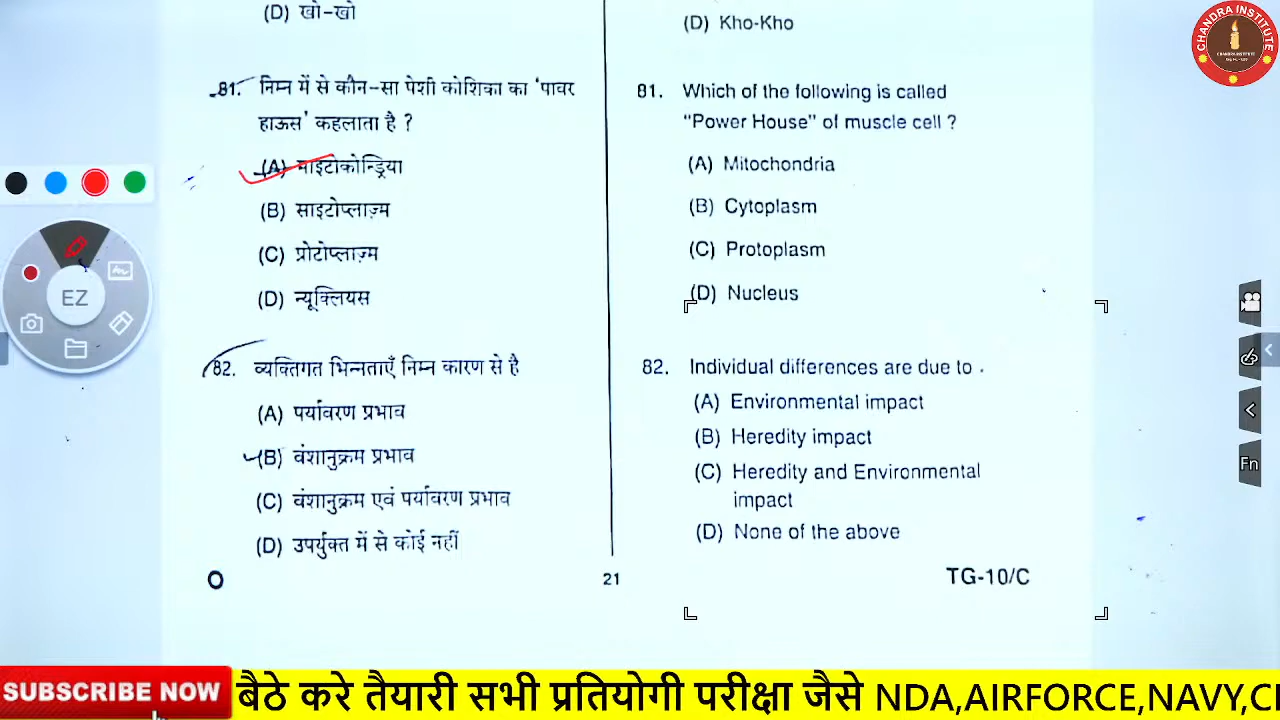 (D) खो-खो
81. निम्न में से कौन-सा पेशी कोशिका का 'पावर
हाऊस' कहलाता है ?
(A) माइटोकोन्ड्रिया
(B) साइटोप्लाज़्म
(C) प्रोटोप्लाज़्म
(D) न्यूक्लियस
82. व्यक्तिगत भिन्नताएँ निम्न कारण से है
(A) पर्यावरण प्रभाव
(B) वंशानुक्रम प्रभाव
(C) वंशानुक्रम एवं पर्यावरण प्रभाव
(D) उपर्युक्त में से कोई नहीं
(D) Kho-Kho
81. Which of the following is called
"Power House" of muscle cell ?
(A) Mitochondria
(B) Cytoplasm
(C) Protoplasm
(D) Nucleus
82. Individual differences are due to
(A) Environmental impact
(B) Heredity impact
(C) Heredity and Environmental
impact
(D) None of the above
O
21
TG-10/C
CHANDRA INSTITUTE
EZ
Fn
SUBSCRIBE NOW
बैठे करे तैयारी सभी प्रतियोगी परीक्षा जैसे NDA,AIRFORCE,NAVY,